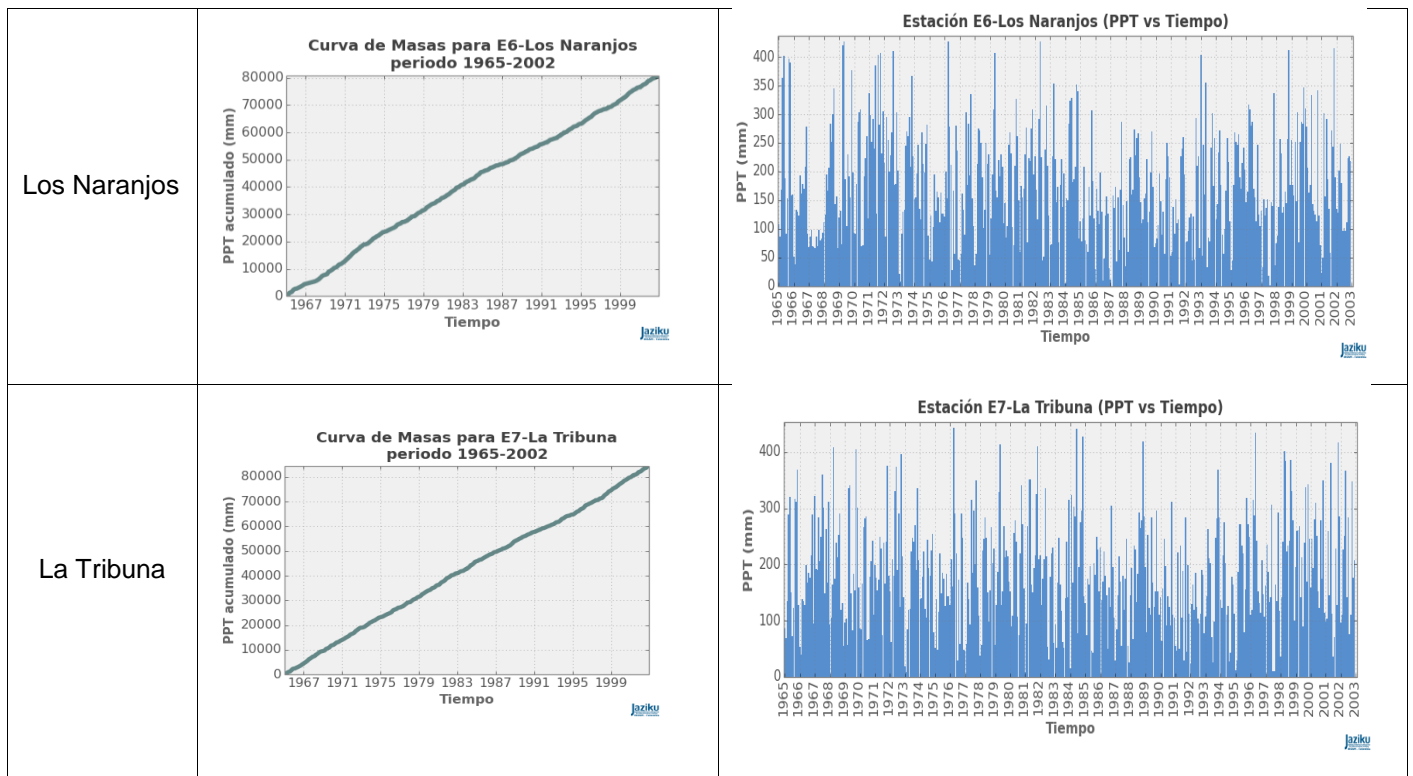 Los Naranjos
Curva de Masas para E6-Los Naranjos
periodo 1965-2002
PPT acumulado (mm)
80000
70000
60000
50000
40000
30000
20000
10000
0
1967 1971 1975 1979 1983 1987 1991 1995 1999
Tiempo
Jaziku
Estación E6-Los Naranjos (PPT vs Tiempo)
PPT (mm)
400
350
300
250
200
150
100
50
0
1965 1966 1967 1968 1969 1970 1971 1972 1973 1974 1975 1976 1977 1978 1979 1980 1981 1982 1983 1984 1985 1986 1987 1988 1989 1990 1991 1992 1993 1994 1995 1996 1997 1998 1999 2000 2001 2002 2003
Tiempo
Jaziku
La Tribuna
Curva de Masas para E7-La Tribuna
periodo 1965-2002
PPT acumulado (mm)
80000
70000
60000
50000
40000
30000
20000
10000
0
1967 1971 1975 1979 1983 1987 1991 1995 1999
Tiempo
Jaziku
Estación E7-La Tribuna (PPT vs Tiempo)
PPT (mm)
400
300
200
100
0
1965 1966 1967 1968 1969 1970 1971 1972 1973 1974 1975 1976 1977 1978 1979 1980 1981 1982 1983 1984 1985 1986 1987 1988 1989 1990 1991 1992 1993 1994 1995 1996 1997 1998 1999 2000 2001 2002 2003
Tiempo
Jaziku